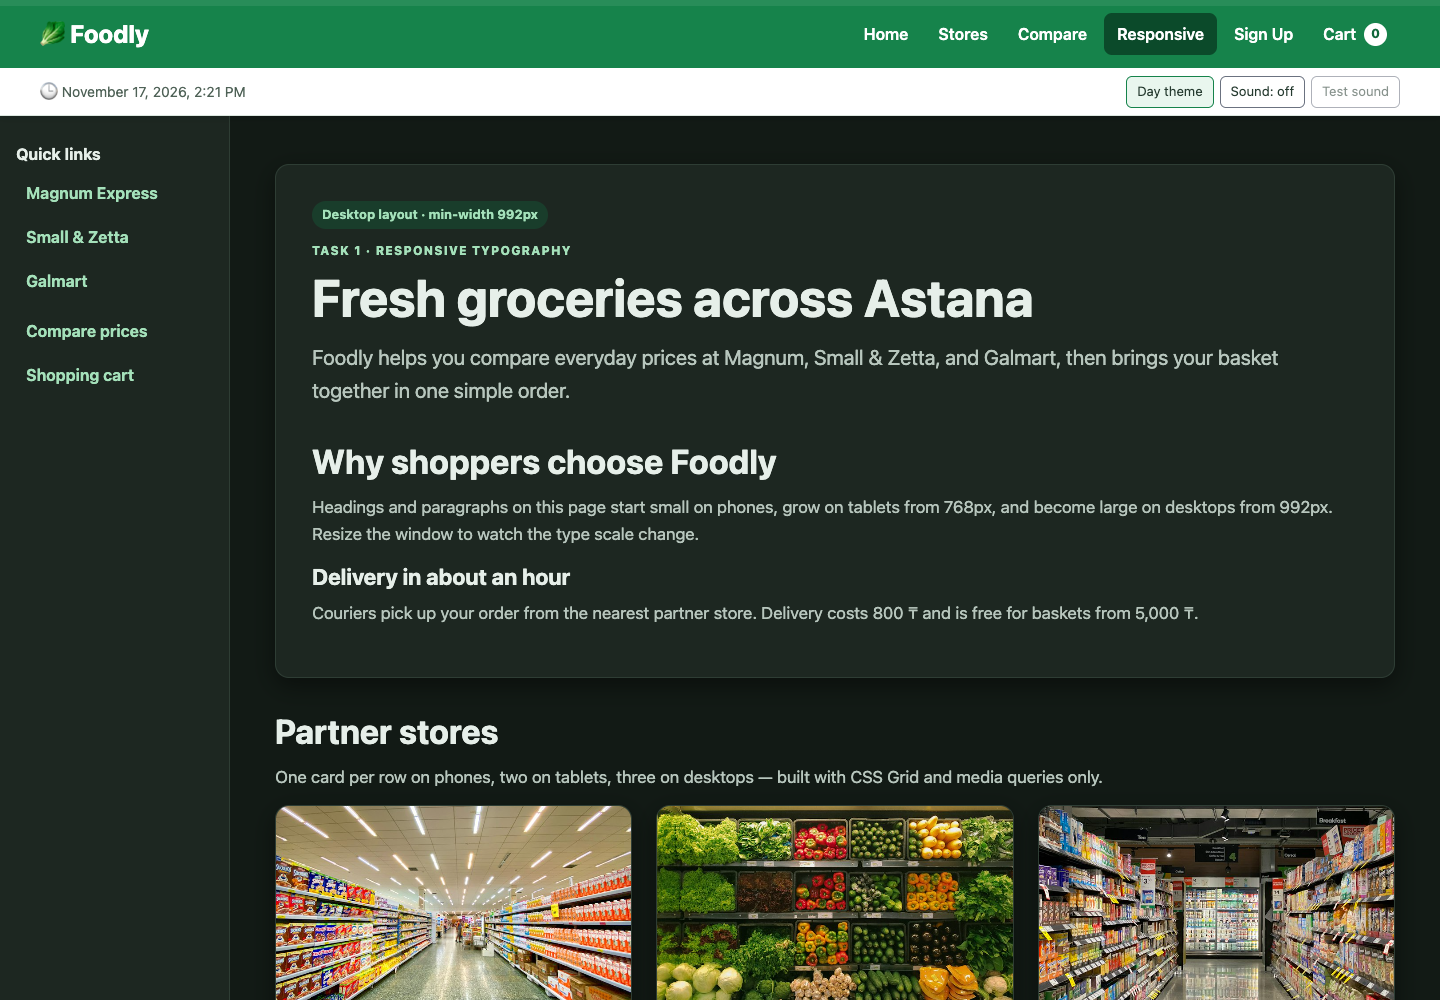 Foodly
Home
Stores
Compare
Responsive
Sign Up
Cart 0
November 17, 2026, 2:21 PM
Day theme
Sound: off
Test sound
Quick links
Magnum Express
Small & Zetta
Galmart
Compare prices
Shopping cart
Desktop layout · min-width 992px
TASK 1 · RESPONSIVE TYPOGRAPHY
Fresh groceries across Astana
Foodly helps you compare everyday prices at Magnum, Small & Zetta, and Galmart, then brings your basket
together in one simple order.
Why shoppers choose Foodly
Headings and paragraphs on this page start small on phones, grow on tablets from 768px, and become large on desktops from 992px.
Resize the window to watch the type scale change.
Delivery in about an hour
Couriers pick up your order from the nearest partner store. Delivery costs 800 ₸ and is free for baskets from 5,000 ₸.
Partner stores
One card per row on phones, two on tablets, three on desktops — built with CSS Grid and media queries only.
Breakfast
4